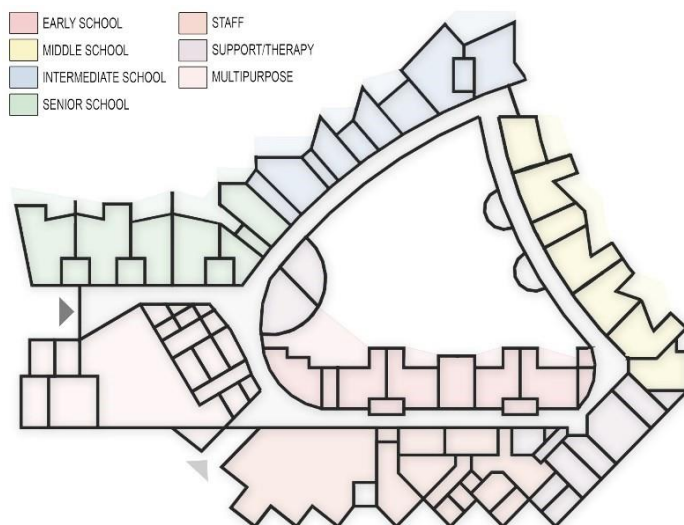 EARLY SCHOOL
MIDDLE SCHOOL
INTERMEDIATE SCHOOL
SENIOR SCHOOL
STAFF
SUPPORT/THERAPY
MULTIPURPOSE